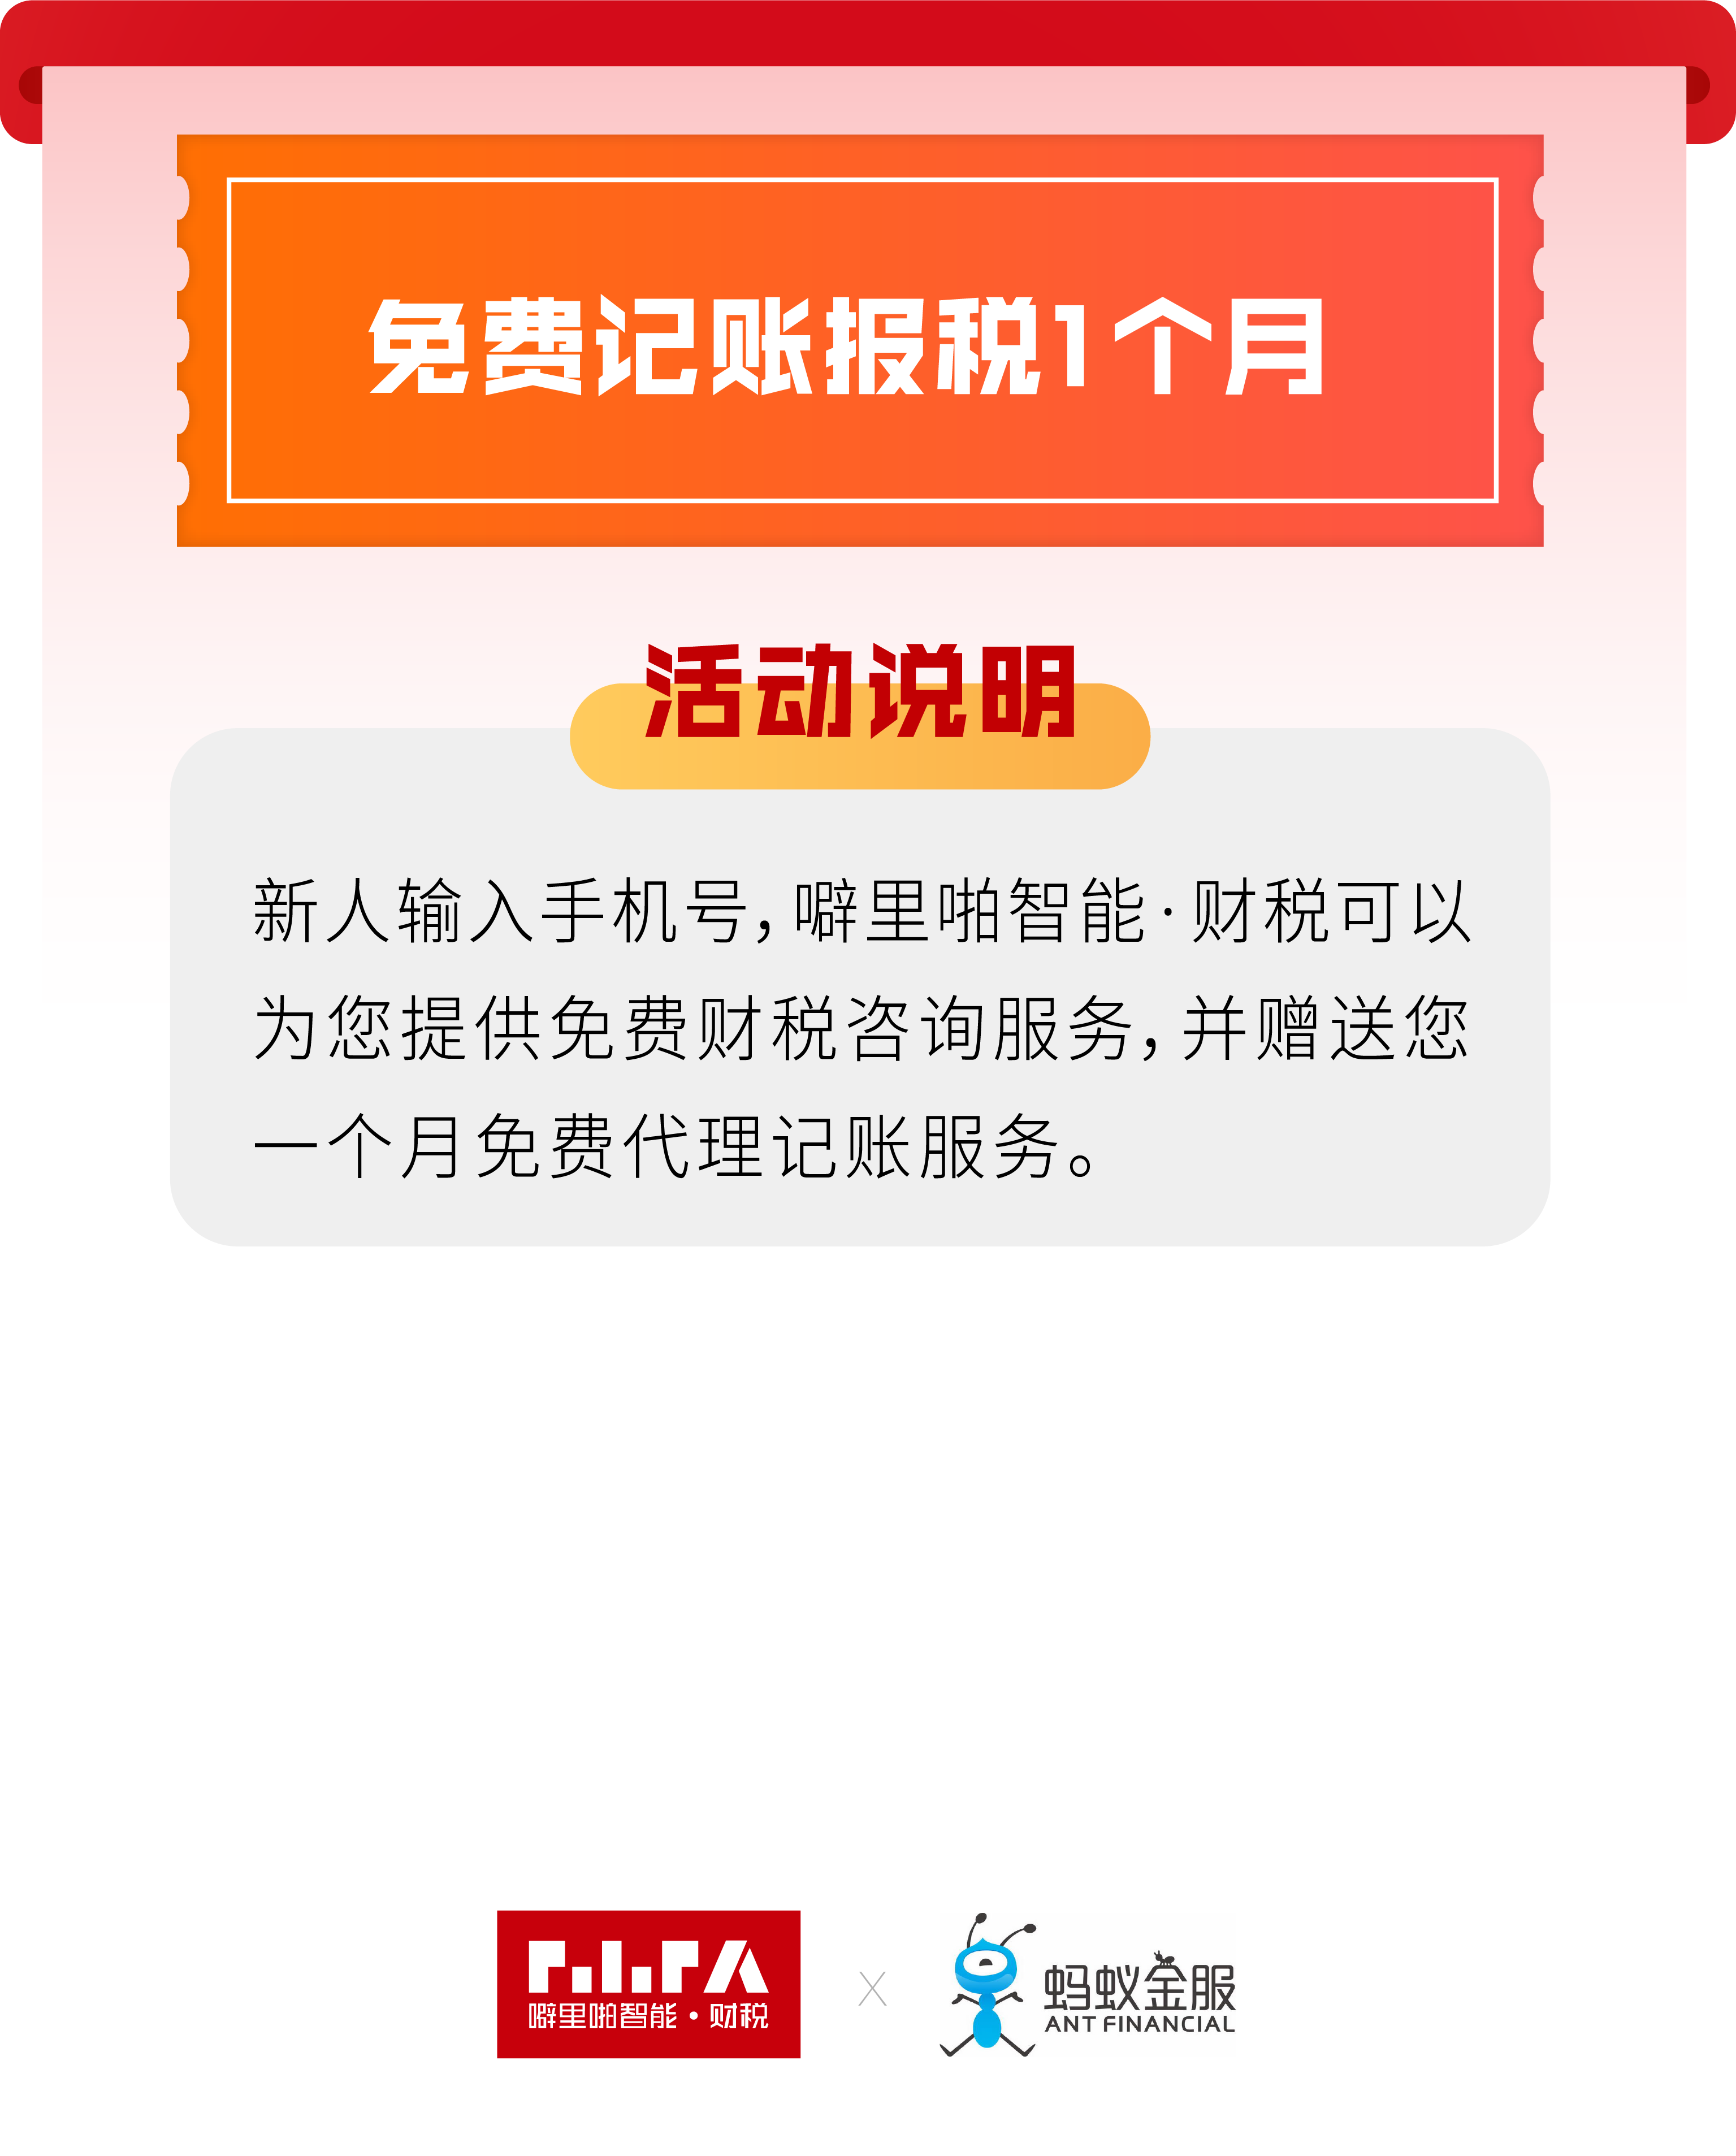 免费记账报税1个月
活动说明
新人输入手机号，噼里啪智能·财税可以
为您提供免费财税咨询服务，并赠送您
一个月免费代理记账服务。
PILIPA
噼里啪智能·财税
×
蚂蚁金服
ANT FINANCIAL